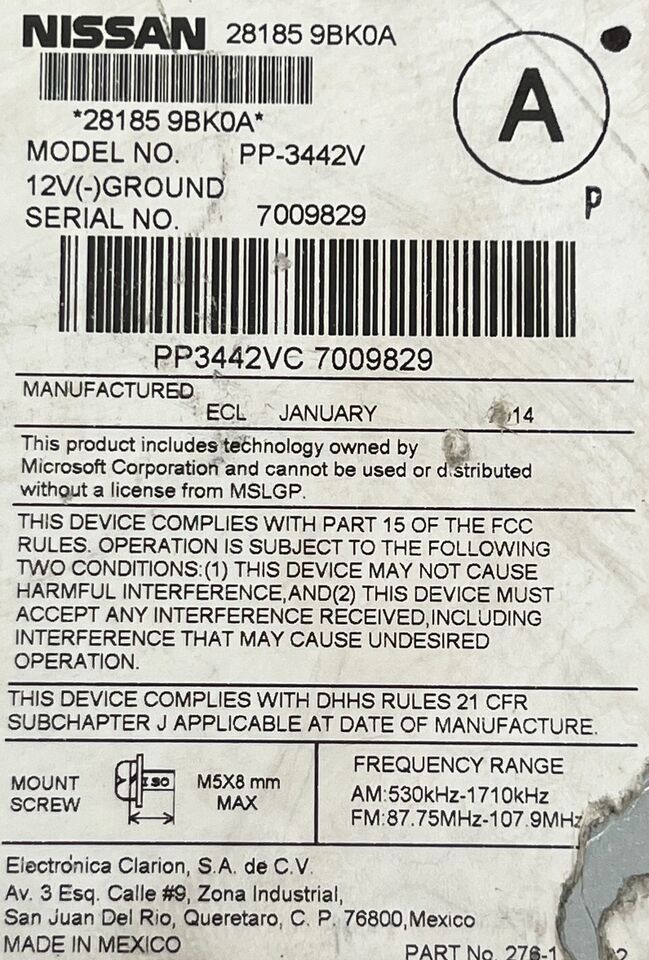 NISSAN 28185 9BK0A
*28185 9BK0A*
A
MODEL NO. PP-3442V
12V(-)GROUND
p
SERIAL NO. 7009829
PP3442VC 7009829
MANUFACTURED
ECL JANUARY 14
This product includes technology owned by
Microsoft Corporation and cannot be used or distributed
without a license from MSLGP.
THIS DEVICE COMPLIES WITH PART 15 OF THE FCC
RULES. OPERATION IS SUBJECT TO THE FOLLOWING
TWO CONDITIONS:(1) THIS DEVICE MAY NOT CAUSE
HARMFUL INTERFERENCE,AND(2) THIS DEVICE MUST
ACCEPT ANY INTERFERENCE RECEIVED,INCLUDING
INTERFERENCE THAT MAY CAUSE UNDESIRED
OPERATION.
THIS DEVICE COMPLIES WITH DHHS RULES 21 CFR
SUBCHAPTER J APPLICABLE AT DATE OF MANUFACTURE.
MOUNT
SCREW
ISO
M5X8 mm
MAX
FREQUENCY RANGE
AM:530kHz-1710kHz
FM:87.75MHz-107.9MHz
Electrónica Clarion, S.A. de C.V.
Av. 3 Esq. Calle #9, Zona Industrial,
San Juan Del Rio, Queretaro, C. P. 76800,Mexico
MADE IN MEXICO
PART No.